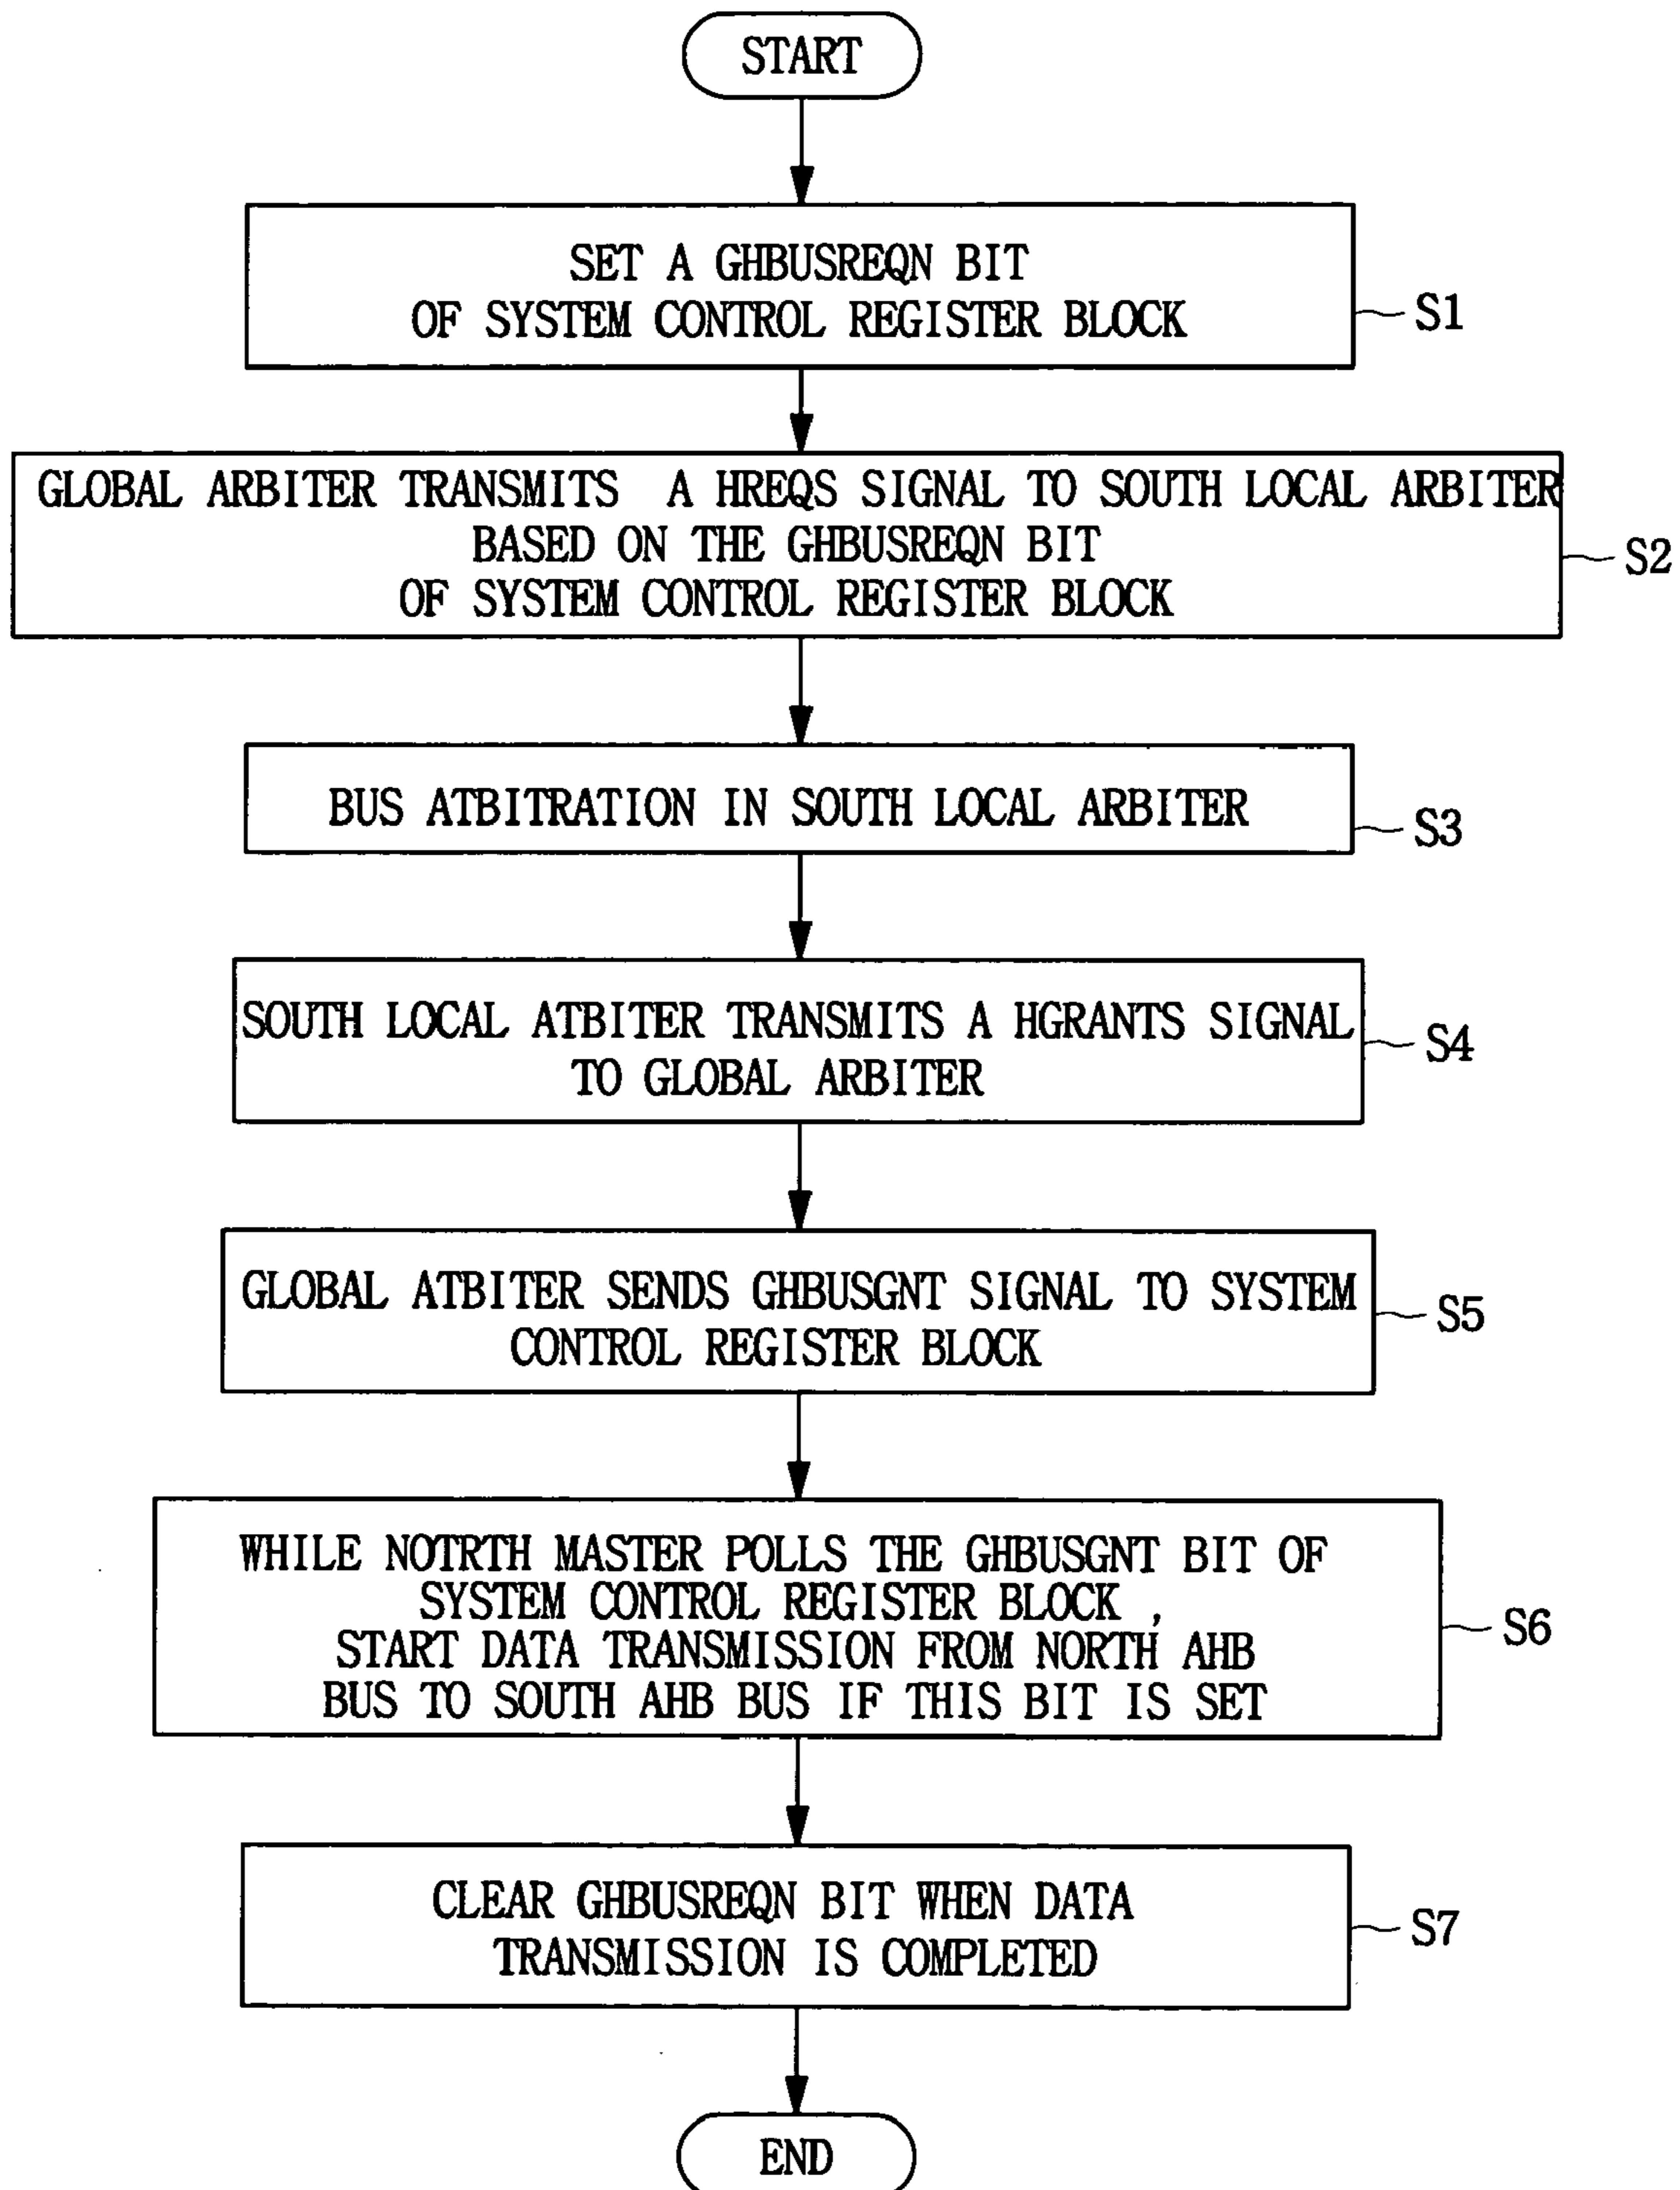 START
SET A GHBUSREQN BIT
OF SYSTEM CONTROL REGISTER BLOCK
S1
GLOBAL ARBITER TRANSMITS A HREQS SIGNAL TO SOUTH LOCAL ARBITER
BASED ON THE GHBUSREQN BIT
OF SYSTEM CONTROL REGISTER BLOCK
S2
BUS ATBITRATION IN SOUTH LOCAL ARBITER
S3
SOUTH LOCAL ATBITER TRANSMITS A HGRANTS SIGNAL
TO GLOBAL ARBITER
S4
GLOBAL ATBITER SENDS GHBUSGNT SIGNAL TO SYSTEM
CONTROL REGISTER BLOCK
S5
WHILE NOTRTH MASTER POLLS THE GHBUSGNT BIT OF
SYSTEM CONTROL REGISTER BLOCK ,
START DATA TRANSMISSION FROM NORTH AHB
BUS TO SOUTH AHB BUS IF THIS BIT IS SET
S6
CLEAR GHBUSREQN BIT WHEN DATA
TRANSMISSION IS COMPLETED
S7
END